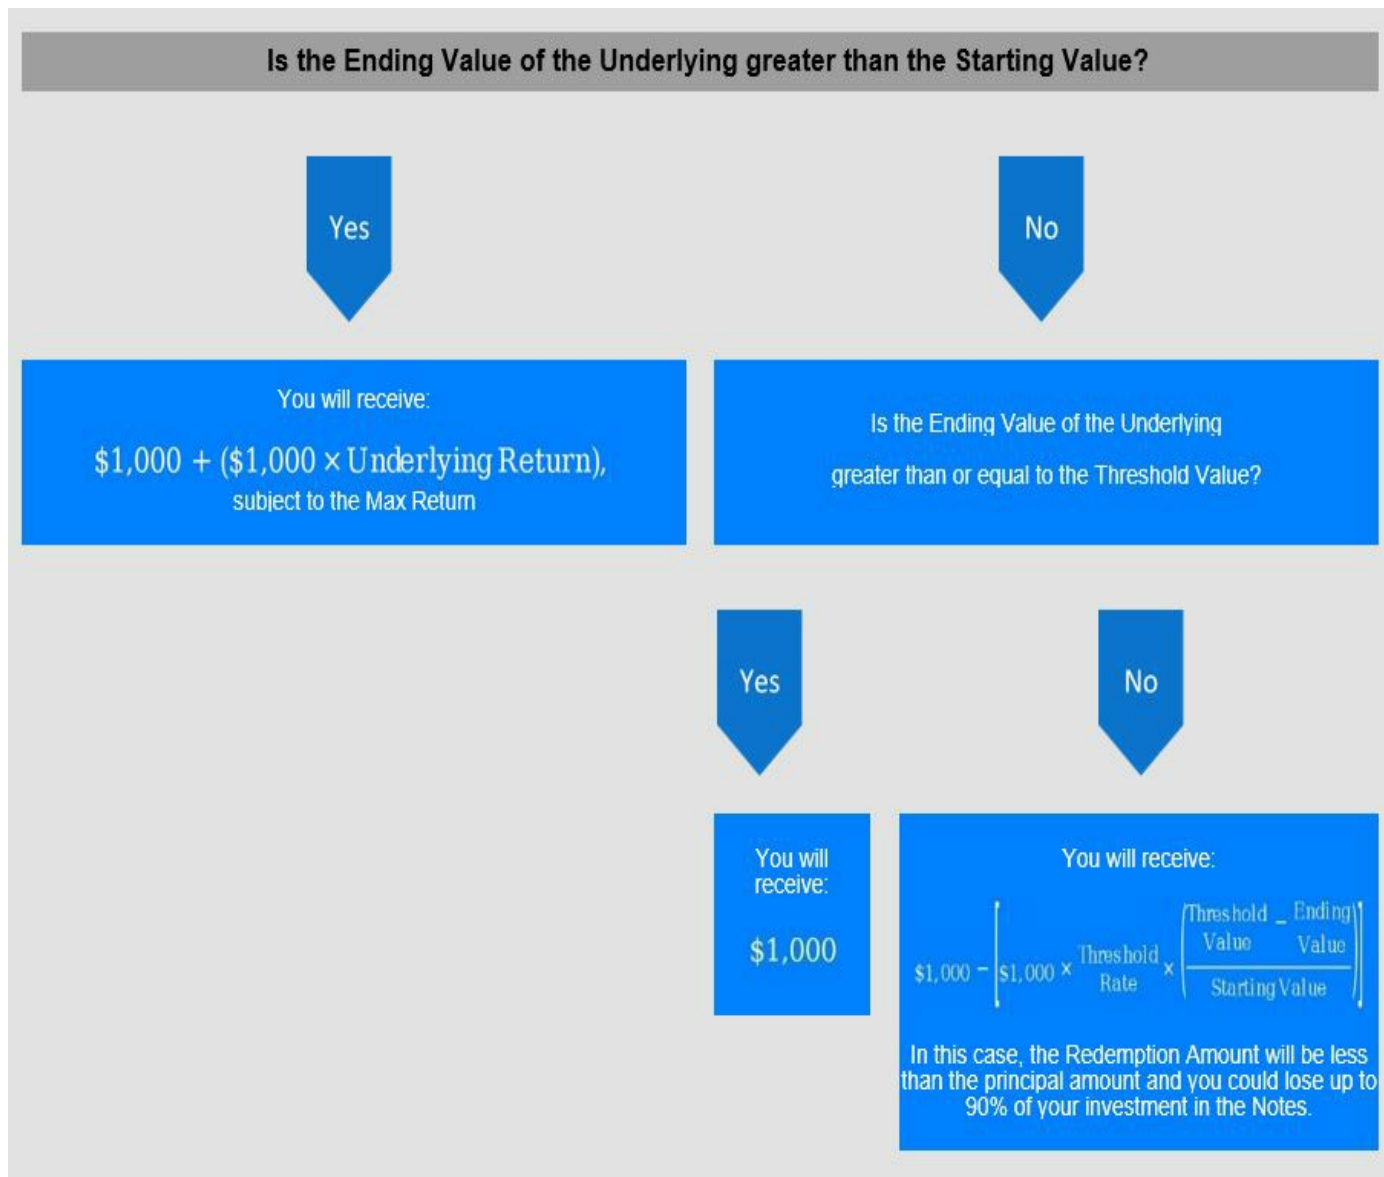 Is the Ending Value of the Underlying greater than the Starting Value?
Yes
No
You will receive:
$1,000 + ($1,000 × Underlying Return),
subject to the Max Return
Is the Ending Value of the Underlying
greater than or equal to the Threshold Value?
Yes
No
You will
receive:
$1,000
You will receive:
$1,000 − [$1,000 × Threshold Rate × ((Threshold Value − Ending Value) / Starting Value)]
In this case, the Redemption Amount will be less
than the principal amount and you could lose up to
90% of your investment in the Notes.